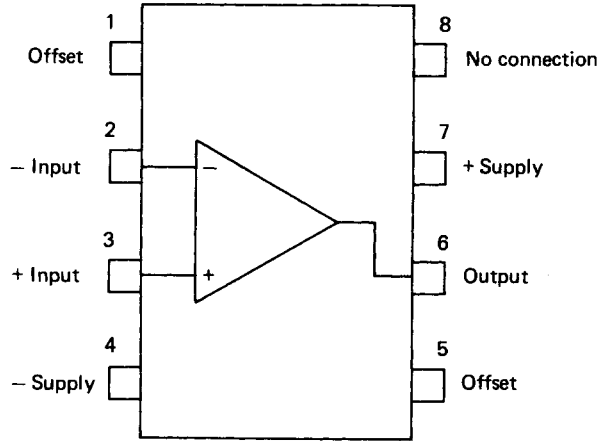 1
Offset
8
No connection
2
− Input
−
7
+ Supply
3
+ Input
+
6
Output
4
− Supply
5
Offset